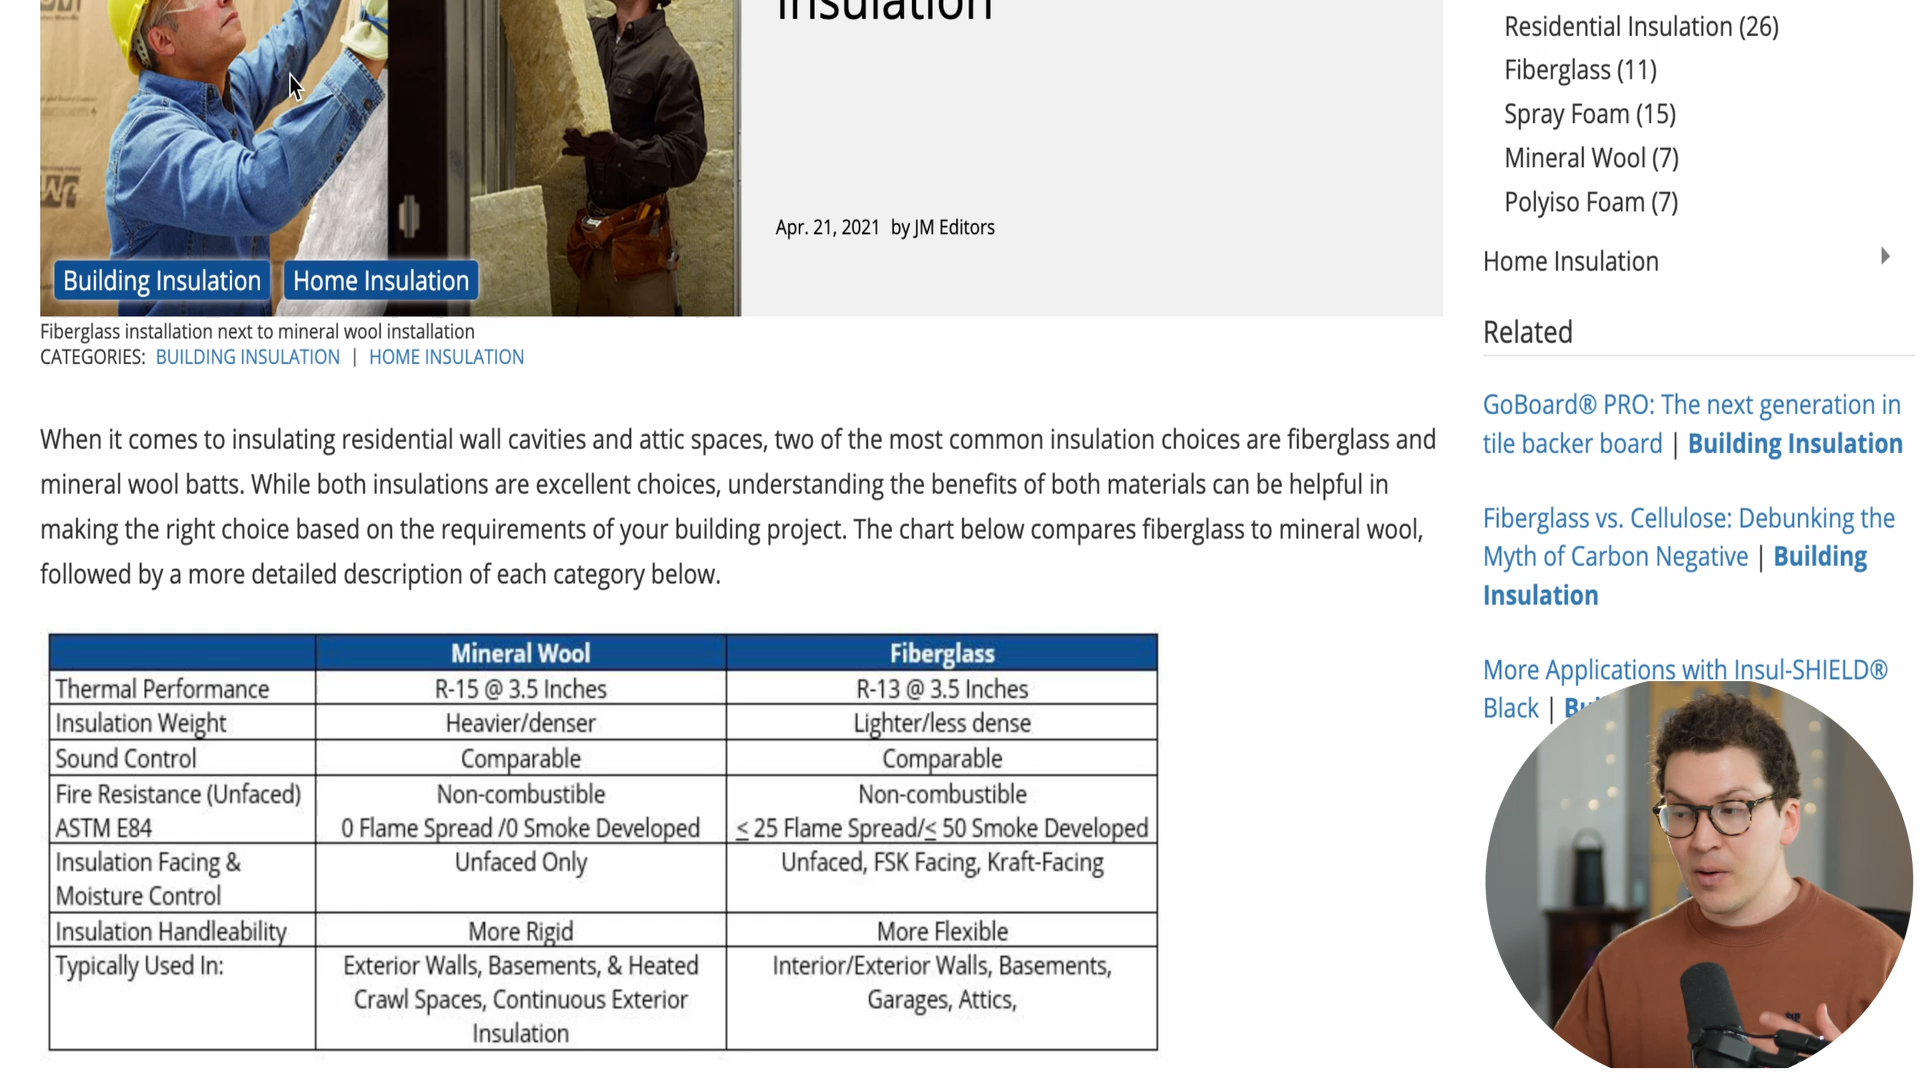 Insulation
Apr. 21, 2021 by JM Editors
Building Insulation
Home Insulation
Fiberglass installation next to mineral wool installation
CATEGORIES: BUILDING INSULATION | HOME INSULATION
When it comes to insulating residential wall cavities and attic spaces, two of the most common insulation choices are fiberglass and
mineral wool batts. While both insulations are excellent choices, understanding the benefits of both materials can be helpful in
making the right choice based on the requirements of your building project. The chart below compares fiberglass to mineral wool,
followed by a more detailed description of each category below.
Mineral Wool Fiberglass
Thermal Performance R-15 @ 3.5 Inches R-13 @ 3.5 Inches
Insulation Weight Heavier/denser Lighter/less dense
Sound Control Comparable Comparable
Fire Resistance (Unfaced) Non-combustible Non-combustible
ASTM E84 0 Flame Spread /0 Smoke Developed ≤ 25 Flame Spread/≤ 50 Smoke Developed
Insulation Facing & Unfaced Only Unfaced, FSK Facing, Kraft-Facing
Moisture Control
Insulation Handleability More Rigid More Flexible
Typically Used In: Exterior Walls, Basements, & Heated Interior/Exterior Walls, Basements,
Crawl Spaces, Continuous Exterior Garages, Attics,
Insulation
Residential Insulation (26)
Fiberglass (11)
Spray Foam (15)
Mineral Wool (7)
Polyiso Foam (7)
Home Insulation
Related
GoBoard® PRO: The next generation in
tile backer board | Building Insulation
Fiberglass vs. Cellulose: Debunking the
Myth of Carbon Negative | Building
Insulation
More Applications with Insul-SHIELD®
Black |